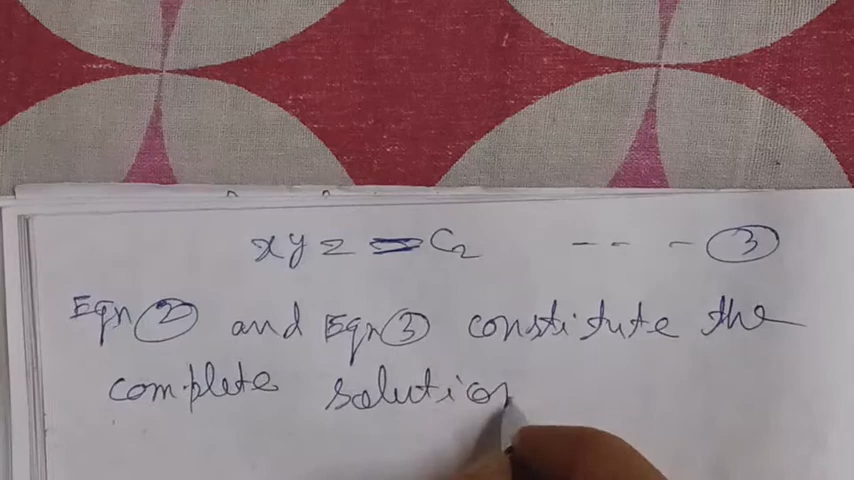 xyz = C₂ - - - ③
Eqn ② and Eqn ③ constitute the
complete solution